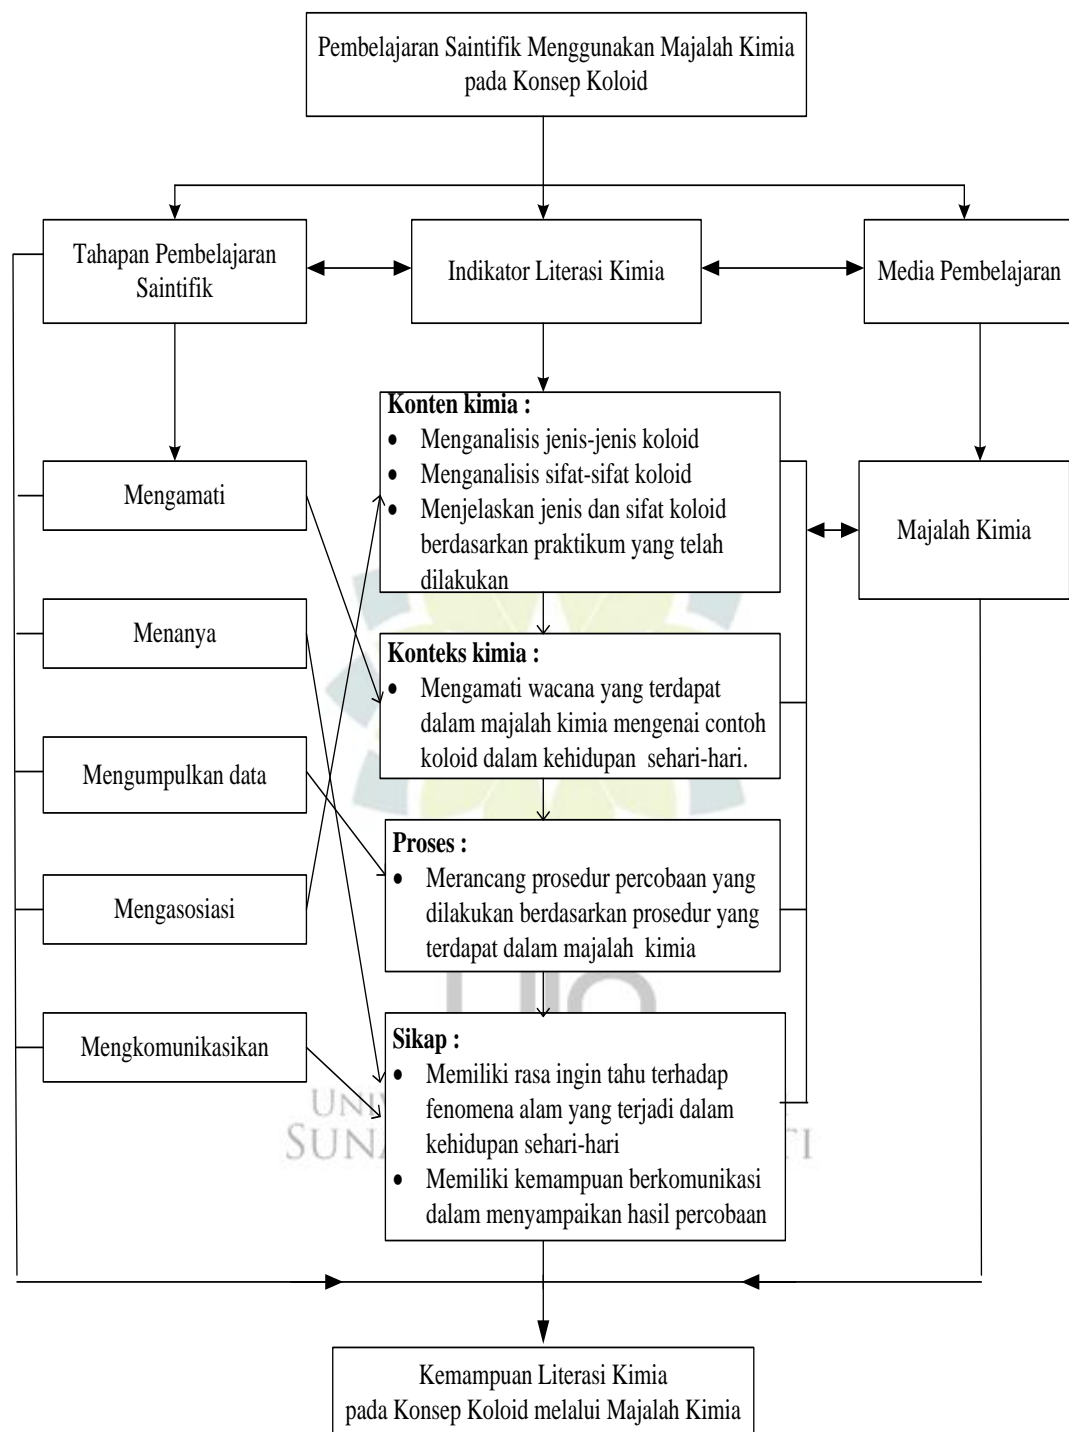 Pembelajaran Saintifik Menggunakan Majalah Kimia
pada Konsep Koloid
Tahapan Pembelajaran
Saintifik
Indikator Literasi Kimia
Media Pembelajaran
Konten kimia :
• Menganalisis jenis-jenis koloid
• Menganalisis sifat-sifat koloid
• Menjelaskan jenis dan sifat koloid
berdasarkan praktikum yang telah
dilakukan
Mengamati
Majalah Kimia
Menanya
Konteks kimia :
• Mengamati wacana yang terdapat
dalam majalah kimia mengenai contoh
koloid dalam kehidupan sehari-hari.
Mengumpulkan data
Proses :
• Merancang prosedur percobaan yang
dilakukan berdasarkan prosedur yang
terdapat dalam majalah kimia
Mengasosiasi
Mengkomunikasikan
Sikap :
• Memiliki rasa ingin tahu terhadap
fenomena alam yang terjadi dalam
kehidupan sehari-hari
• Memiliki kemampuan berkomunikasi
dalam menyampaikan hasil percobaan
Kemampuan Literasi Kimia
pada Konsep Koloid melalui Majalah Kimia